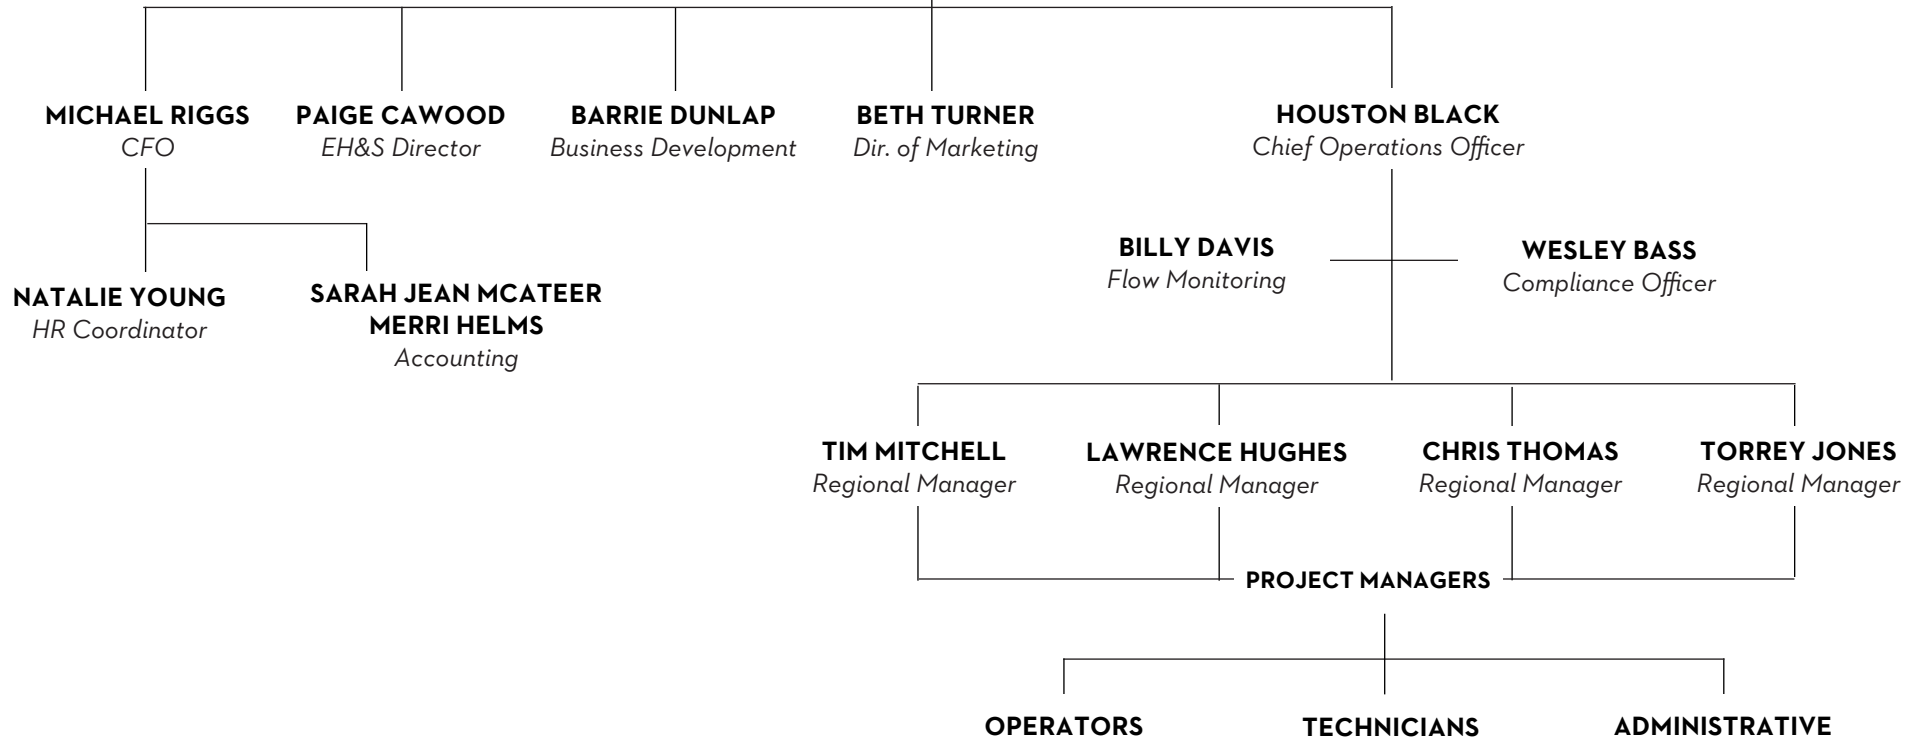 MICHAEL RIGGS
CFO
PAIGE CAWOOD
EH&S Director
BARRIE DUNLAP
Business Development
BETH TURNER
Dir. of Marketing
HOUSTON BLACK
Chief Operations Officer
BILLY DAVIS
Flow Monitoring
WESLEY BASS
Compliance Officer
NATALIE YOUNG
HR Coordinator
SARAH JEAN MCATEER
MERRI HELMS
Accounting
TIM MITCHELL
Regional Manager
LAWRENCE HUGHES
Regional Manager
CHRIS THOMAS
Regional Manager
TORREY JONES
Regional Manager
PROJECT MANAGERS
OPERATORS
TECHNICIANS
ADMINISTRATIVE